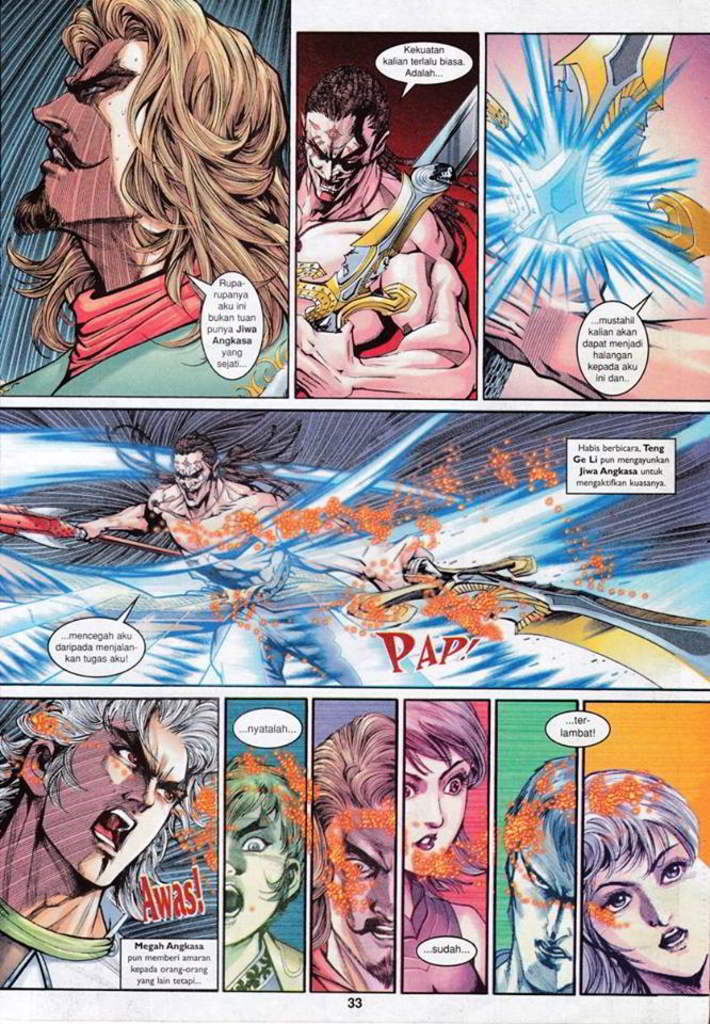 Rupa-
rupanya
aku ini
bukan tuan
punya Jiwa
Angkasa
yang
sejati...
Kekuatan
kalian terlalu biasa.
Adalah...
...mustahil
kalian akan
dapat menjadi
halangan
kepada aku
ini dan..
Habis berbicara, Teng
Ge Li pun mengayunkan
Jiwa Angkasa untuk
mengaktifkan kuasanya.
...mencegah aku
daripada menjalan-
kan tugas aku!
PAP!
Awas!
Megah Angkasa
pun memberi amaran
kepada orang-orang
yang lain tetapi...
...nyatalah...
...sudah...
...ter-
lambat!
33